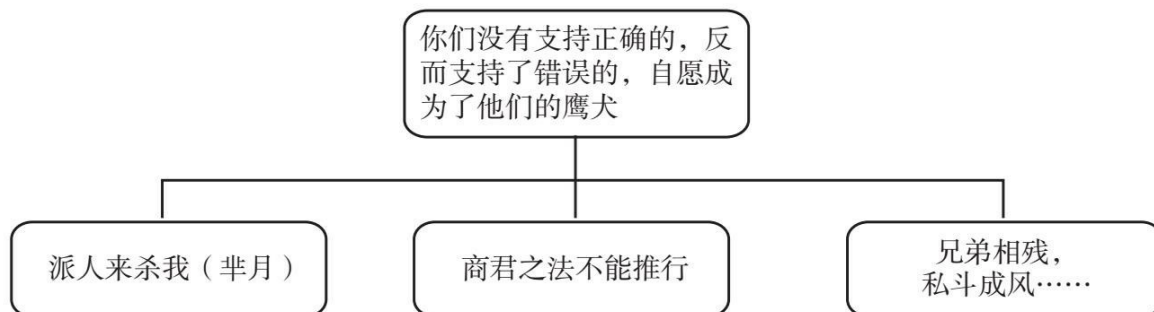 你们没有支持正确的，反
而支持了错误的，自愿成
为了他们的鹰犬
派人来杀我（芈月）
商君之法不能推行
兄弟相残，
私斗成风……